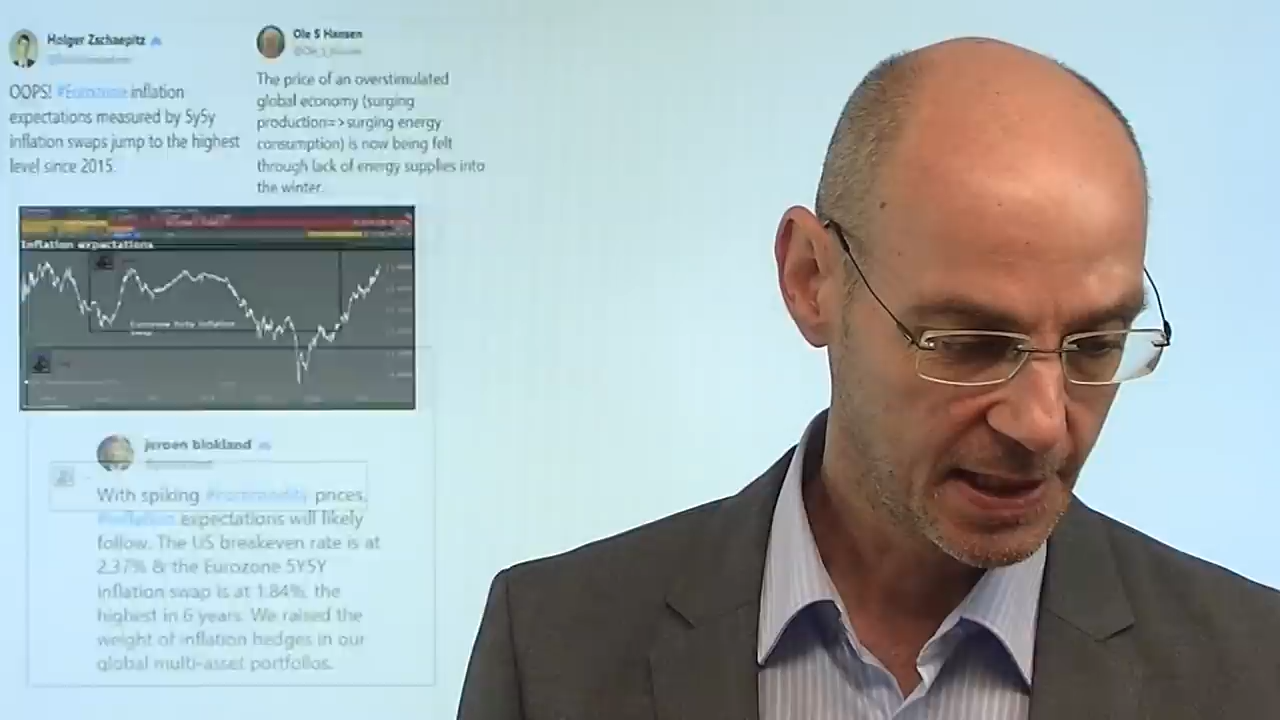 Holger Zschaepitz
OOPS! #Eurozone inflation
expectations measured by 5y5y
inflation swaps jump to the highest
level since 2015.
Ole S Hansen
The price of an overstimulated
global economy (surging
production=>surging energy
consumption) is now being felt
through lack of energy supplies into
the winter.
Inflation expectations
Eurozone 5y5y Inflation
Swap
jeroen blokland
With spiking #commodity prices,
#inflation expectations will likely
follow. The US breakeven rate is at
2.37% & the Eurozone 5Y5Y
inflation swap is at 1.84%, the
highest in 6 years. We raised the
weight of inflation hedges in our
global multi-asset portfolios.